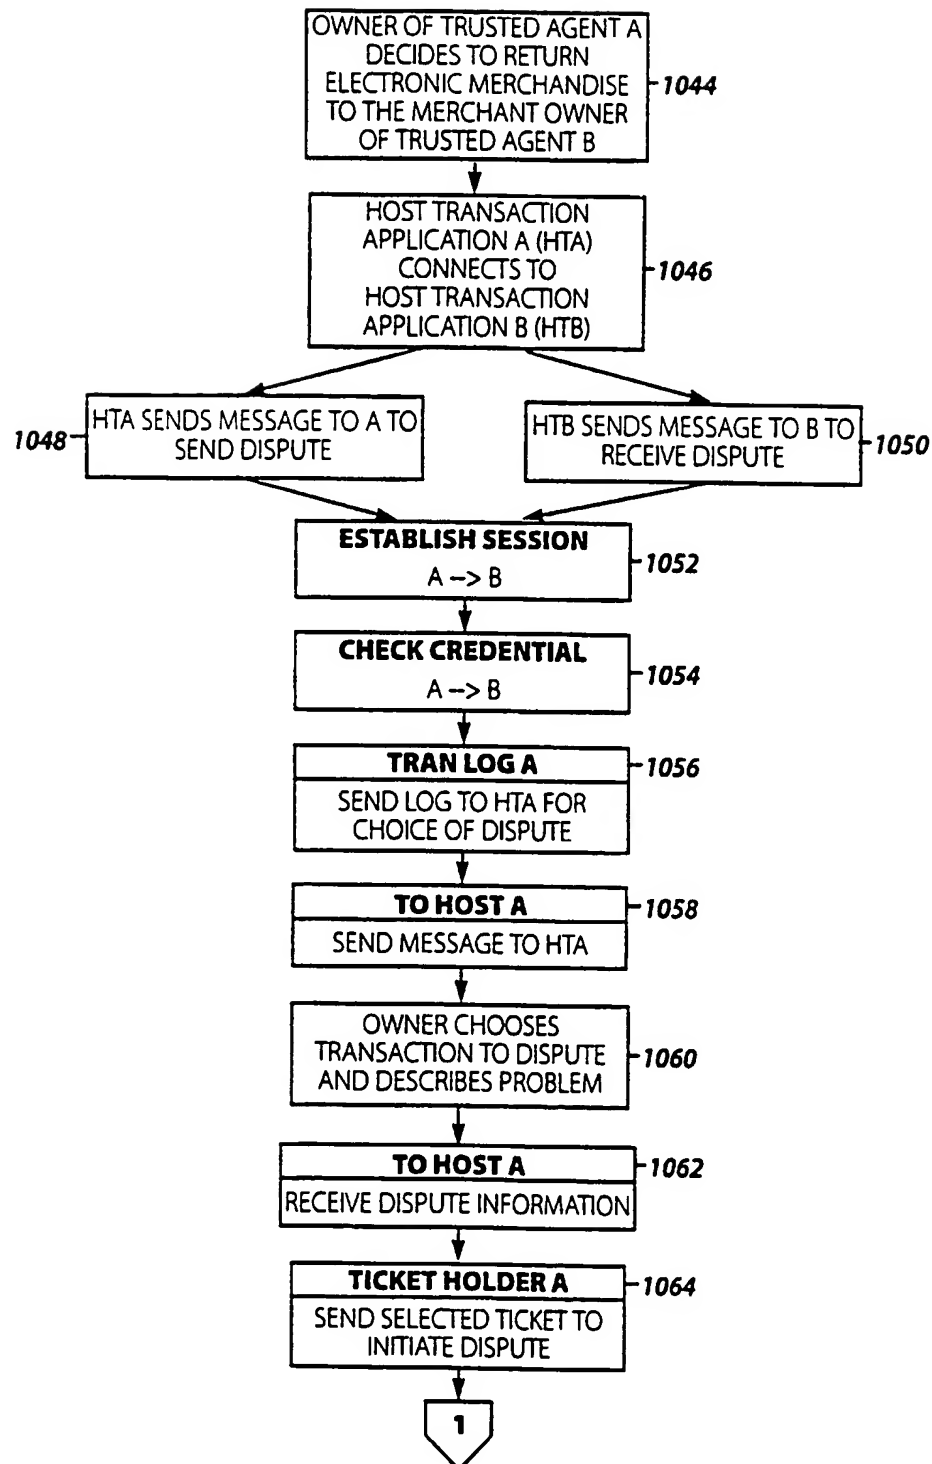 OWNER OF TRUSTED AGENT A
DECIDES TO RETURN
ELECTRONIC MERCHANDISE
TO THE MERCHANT OWNER
OF TRUSTED AGENT B
1044
HOST TRANSACTION
APPLICATION A (HTA)
CONNECTS TO
HOST TRANSACTION
APPLICATION B (HTB)
1046
1048
HTA SENDS MESSAGE TO A TO
SEND DISPUTE
HTB SENDS MESSAGE TO B TO
RECEIVE DISPUTE
1050
ESTABLISH SESSION
A --> B
1052
CHECK CREDENTIAL
A --> B
1054
TRAN LOG A
1056
SEND LOG TO HTA FOR
CHOICE OF DISPUTE
TO HOST A
1058
SEND MESSAGE TO HTA
OWNER CHOOSES
TRANSACTION TO DISPUTE
AND DESCRIBES PROBLEM
1060
TO HOST A
1062
RECEIVE DISPUTE INFORMATION
TICKET HOLDER A
1064
SEND SELECTED TICKET TO
INITIATE DISPUTE
1